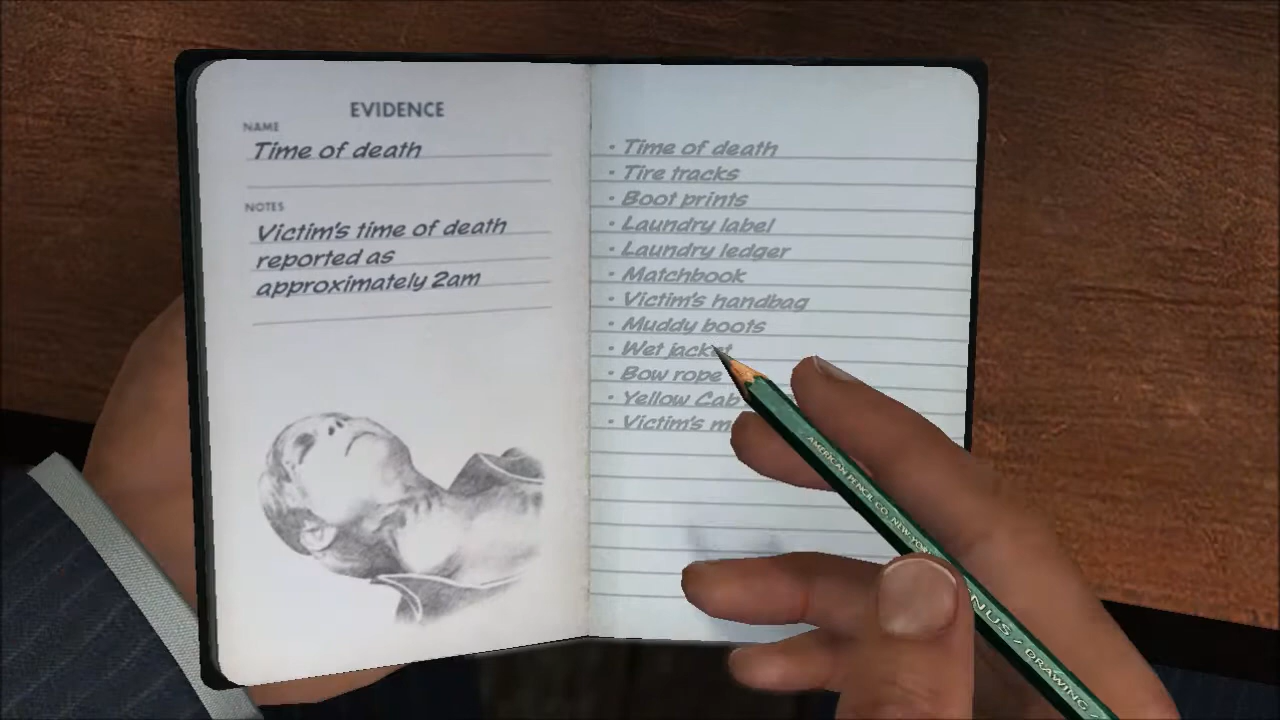 EVIDENCE
NAME
Time of death
NOTES
Victim's time of death
reported as
approximately 2am
• Time of death
• Tire tracks
• Boot prints
• Laundry label
• Laundry ledger
• Matchbook
• Victim's handbag
• Muddy boots
• Wet jacket
• Bow rope
• Yellow Cab
• Victim's
AMERICAN PENCIL CO. NEW YORK
DRAWING